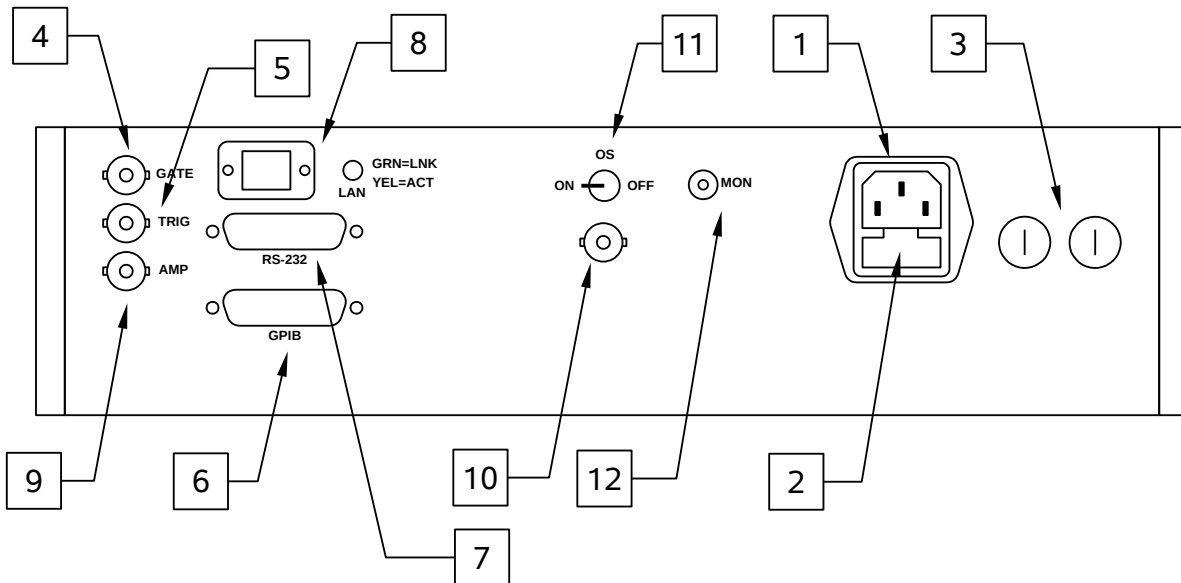 4
5
8
11
1
3
GATE
TRIG
AMP
LAN
GRN=LNK
YEL=ACT
RS-232
GPIB
OS
ON
OFF
MON
9
6
7
10
12
2